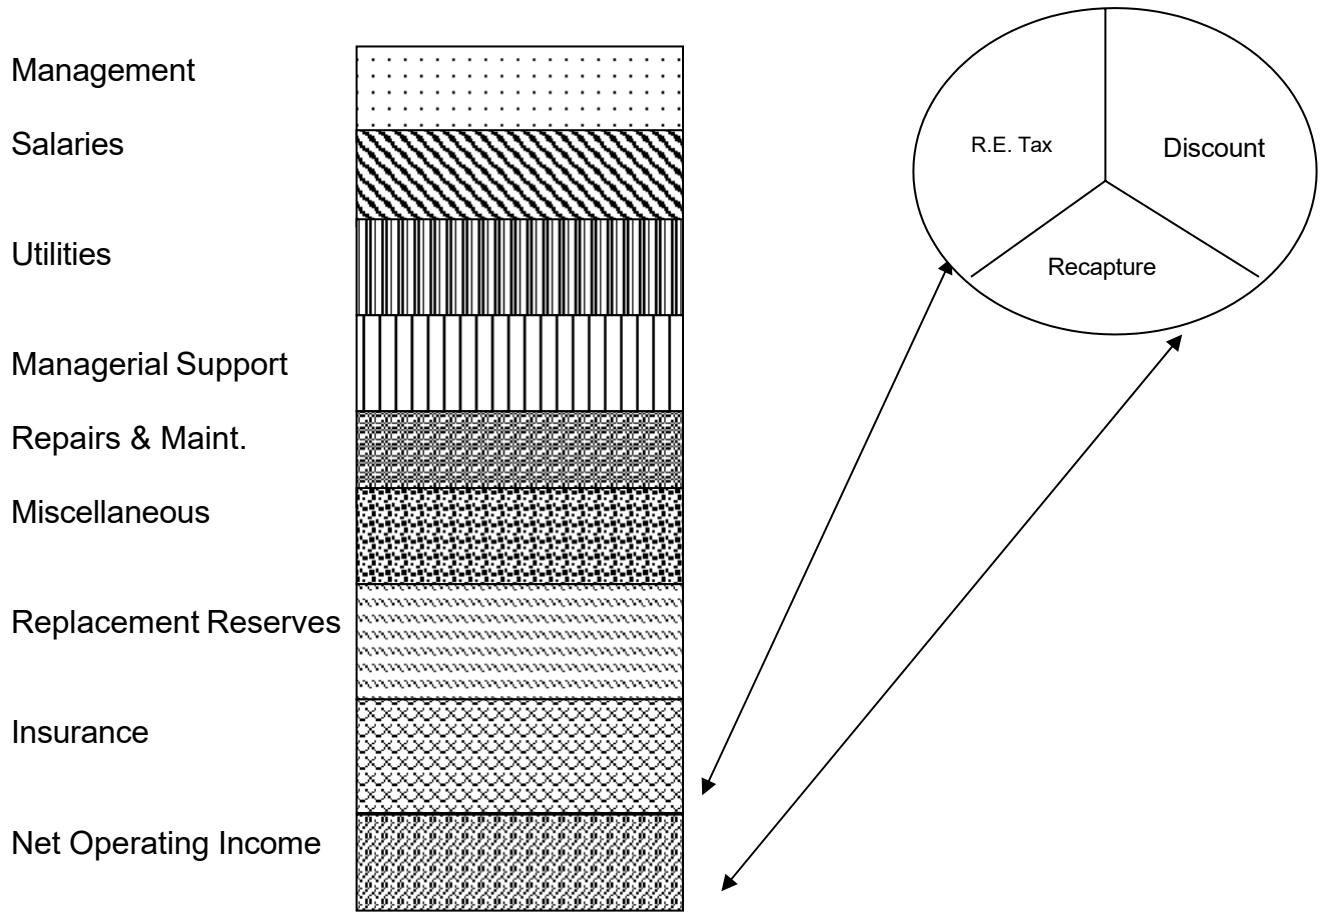 Management
Salaries
Utilities
Managerial Support
Repairs & Maint.
Miscellaneous
Replacement Reserves
Insurance
Net Operating Income
R.E. Tax
Discount
Recapture